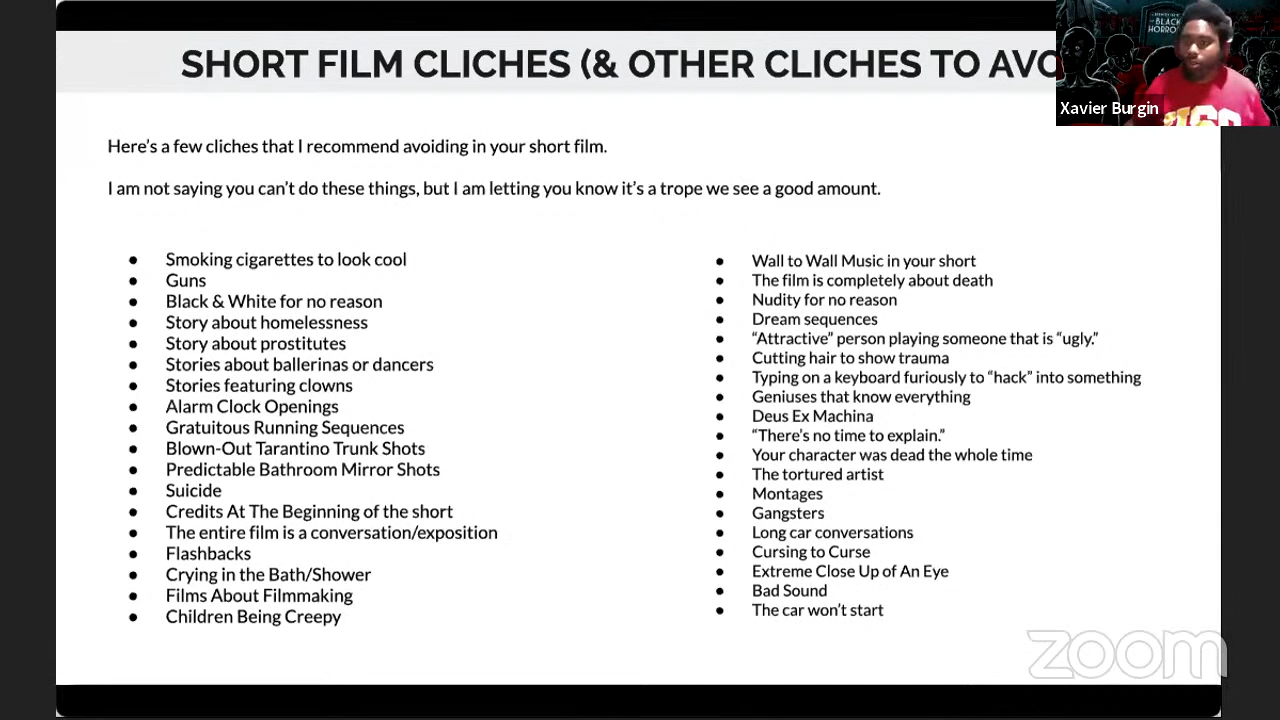 SHORT FILM CLICHES (& OTHER CLICHES TO AVO
BLACK
HORRO
Xavier Burgin
Here's a few cliches that I recommend avoiding in your short film.
I am not saying you can't do these things, but I am letting you know it's a trope we see a good amount.
● Smoking cigarettes to look cool
● Guns
● Black & White for no reason
● Story about homelessness
● Story about prostitutes
● Stories about ballerinas or dancers
● Stories featuring clowns
● Alarm Clock Openings
● Gratuitous Running Sequences
● Blown-Out Tarantino Trunk Shots
● Predictable Bathroom Mirror Shots
● Suicide
● Credits At The Beginning of the short
● The entire film is a conversation/exposition
● Flashbacks
● Crying in the Bath/Shower
● Films About Filmmaking
● Children Being Creepy
● Wall to Wall Music in your short
● The film is completely about death
● Nudity for no reason
● Dream sequences
● “Attractive” person playing someone that is “ugly.”
● Cutting hair to show trauma
● Typing on a keyboard furiously to “hack” into something
● Geniuses that know everything
● Deus Ex Machina
● “There's no time to explain.”
● Your character was dead the whole time
● The tortured artist
● Montages
● Gangsters
● Long car conversations
● Cursing to Curse
● Extreme Close Up of An Eye
● Bad Sound
● The car won't start
zoom